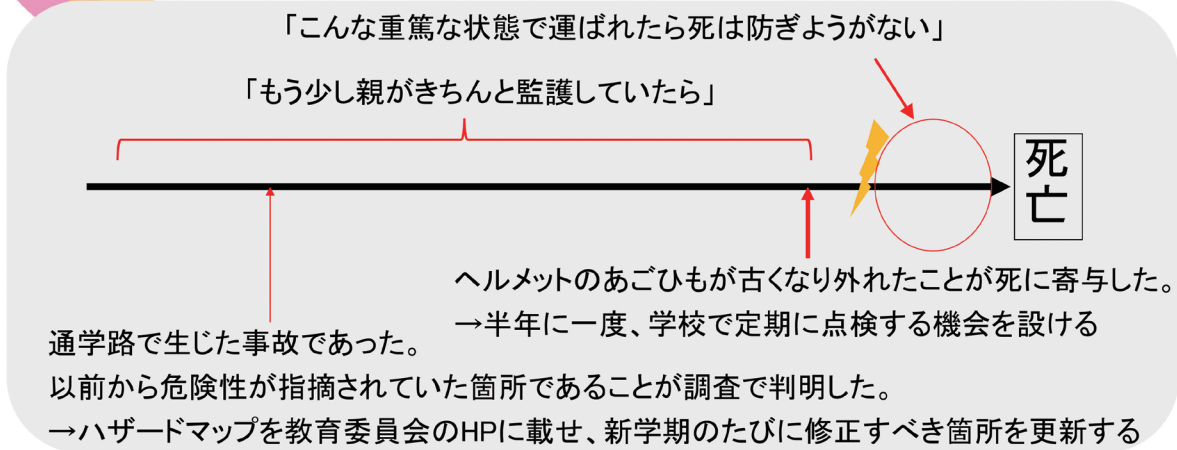 「こんな重篤な状態で運ばれたら死は防ぎようがない」
「もう少し親がきちんと監護していたら」
死亡
ヘルメットのあごひもが古くなり外れたことが死に寄与した。
→半年に一度、学校で定期に点検する機会を設ける
通学路で生じた事故であった。
以前から危険性が指摘されていた箇所であることが調査で判明した。
→ハザードマップを教育委員会のHPに載せ、新学期のたびに修正すべき箇所を更新する